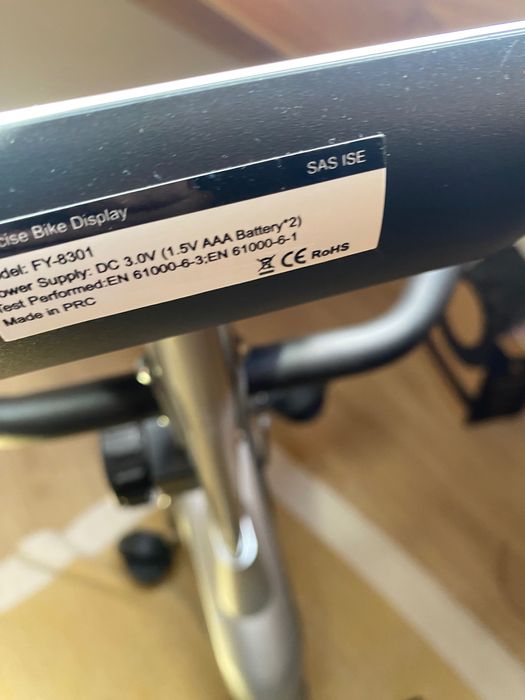 SAS ISE
cise Bike Display
del: FY-8301
ower Supply: DC 3.0V (1.5V AAA Battery*2)
Test Performed:EN 61000-6-3;EN 61000-6-1
Made in PRC
CE RoHS